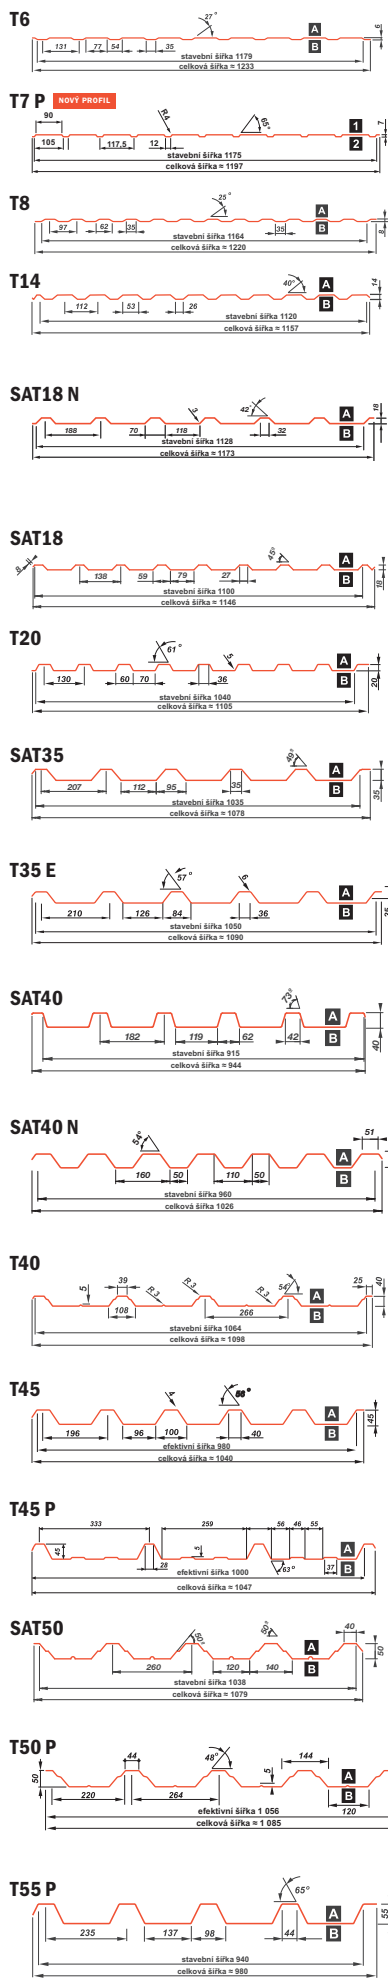 T6
27°
A
B
6
131 77 54 35
stavební šířka 1179
celková šířka ≈ 1233
T7 P NOVÝ PROFIL
90 R4 65° 1 7
105 117,5 12 2
stavební šířka 1175
celková šířka ≈ 1197
T8
25°
A
B
8
97 62 35 35
stavební šířka 1164
celková šířka ≈ 1220
T14
40° A 14
B
112 53 26
stavební šířka 1120
celková šířka ≈ 1157
SAT18 N
3 42° A 18
B
188 70 118 32
stavební šířka 1128
celková šířka ≈ 1173
SAT18
8 45° A
B 18
138 59 79 27
stavební šířka 1100
celková šířka ≈ 1146
T20
61° 5 A
B 20
130 60 70 36
stavební šířka 1040
celková šířka ≈ 1105
SAT35
49° A
B 35
207 112 95 35
stavební šířka 1035
celková šířka ≈ 1078
T35 E
57° 6 A
B
210 126 84 36
stavební šířka 1050
celková šířka ≈ 1090
SAT40
73° A
B 40
182 119 62 42
stavební šířka 915
celková šířka ≈ 944
SAT40 N
54° 51
A
B
160 50 110 50
stavební šířka 960
celková šířka 1026
T40
5 39 R 3 R 3 R 3 54° 25 40
A
B
108 266
stavební šířka 1064
celková šířka ≈ 1098
T45
4 A 45
B
196 96 100 40
efektivní šířka 980
celková šířka ≈ 1040
T45 P
333 259 56 46 55
45 5 A
28 63° 37 B
efektivní šířka 1000
celková šířka ≈ 1047
SAT50
50° 50° 40
A 50
B
260 120 140
stavební šířka 1038
celková šířka ≈ 1079
T50 P
44 48° 144
50 5 A
B
220 264 120
efektivní šířka 1 056
celková šířka ≈ 1 085
T55 P
65°
A 55
B
235 137 98 44
stavební šířka 940
celková šířka ≈ 980